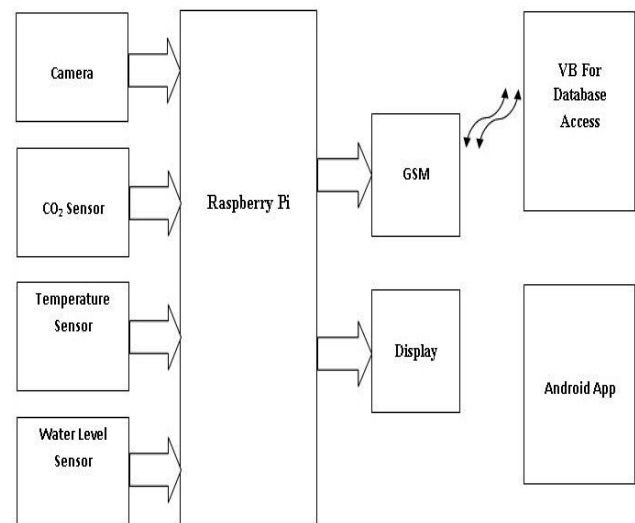 Camera
CO₂ Sensor
Temperature
Sensor
Water Level
Sensor
Raspberry Pi
GSM
Display
VB For
Database
Access
Android App